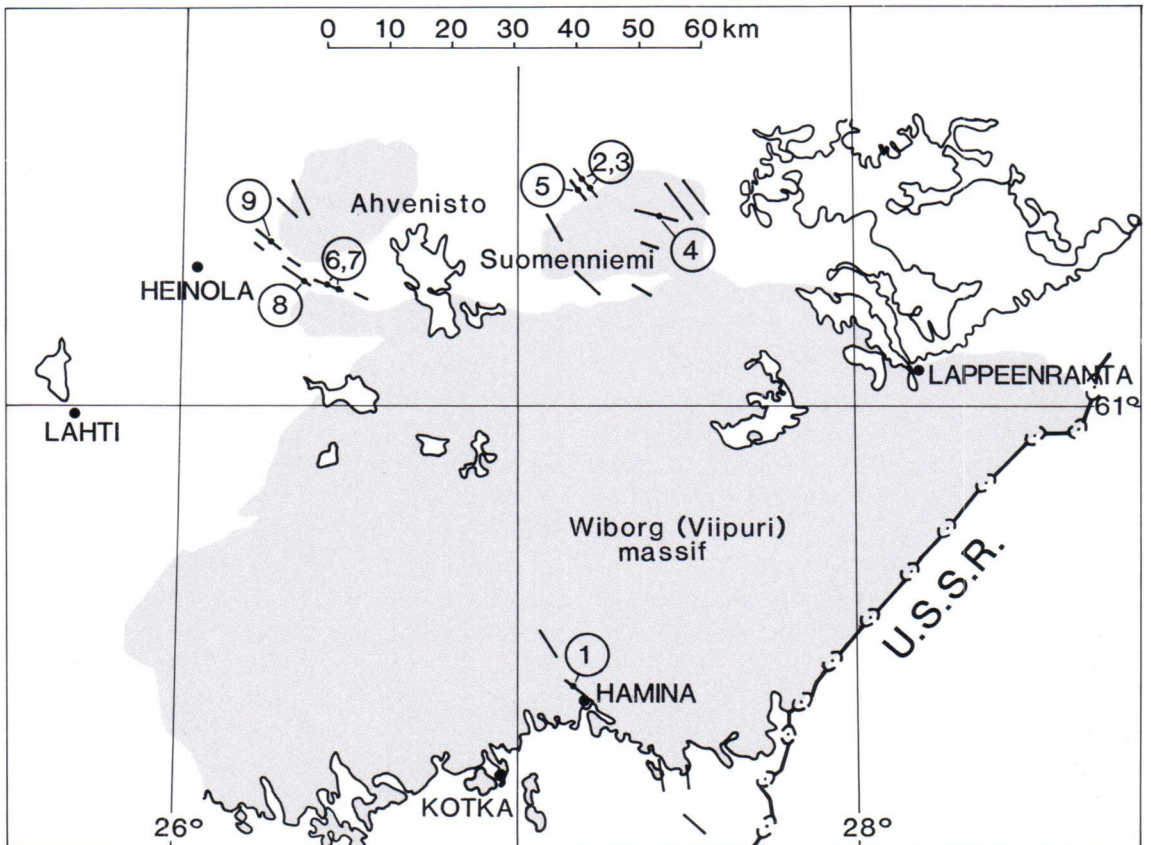 0 10 20 30 40 50 60 km
2,3
5
9
Ahvenisto
4
6,7
Suomenniemi
HEINOLA
8
LAPPEENRANTA
61°
LAHTI
Wiborg (Viipuri)
massif
U.S.S.R.
1
HAMINA
KOTKA
26°
28°